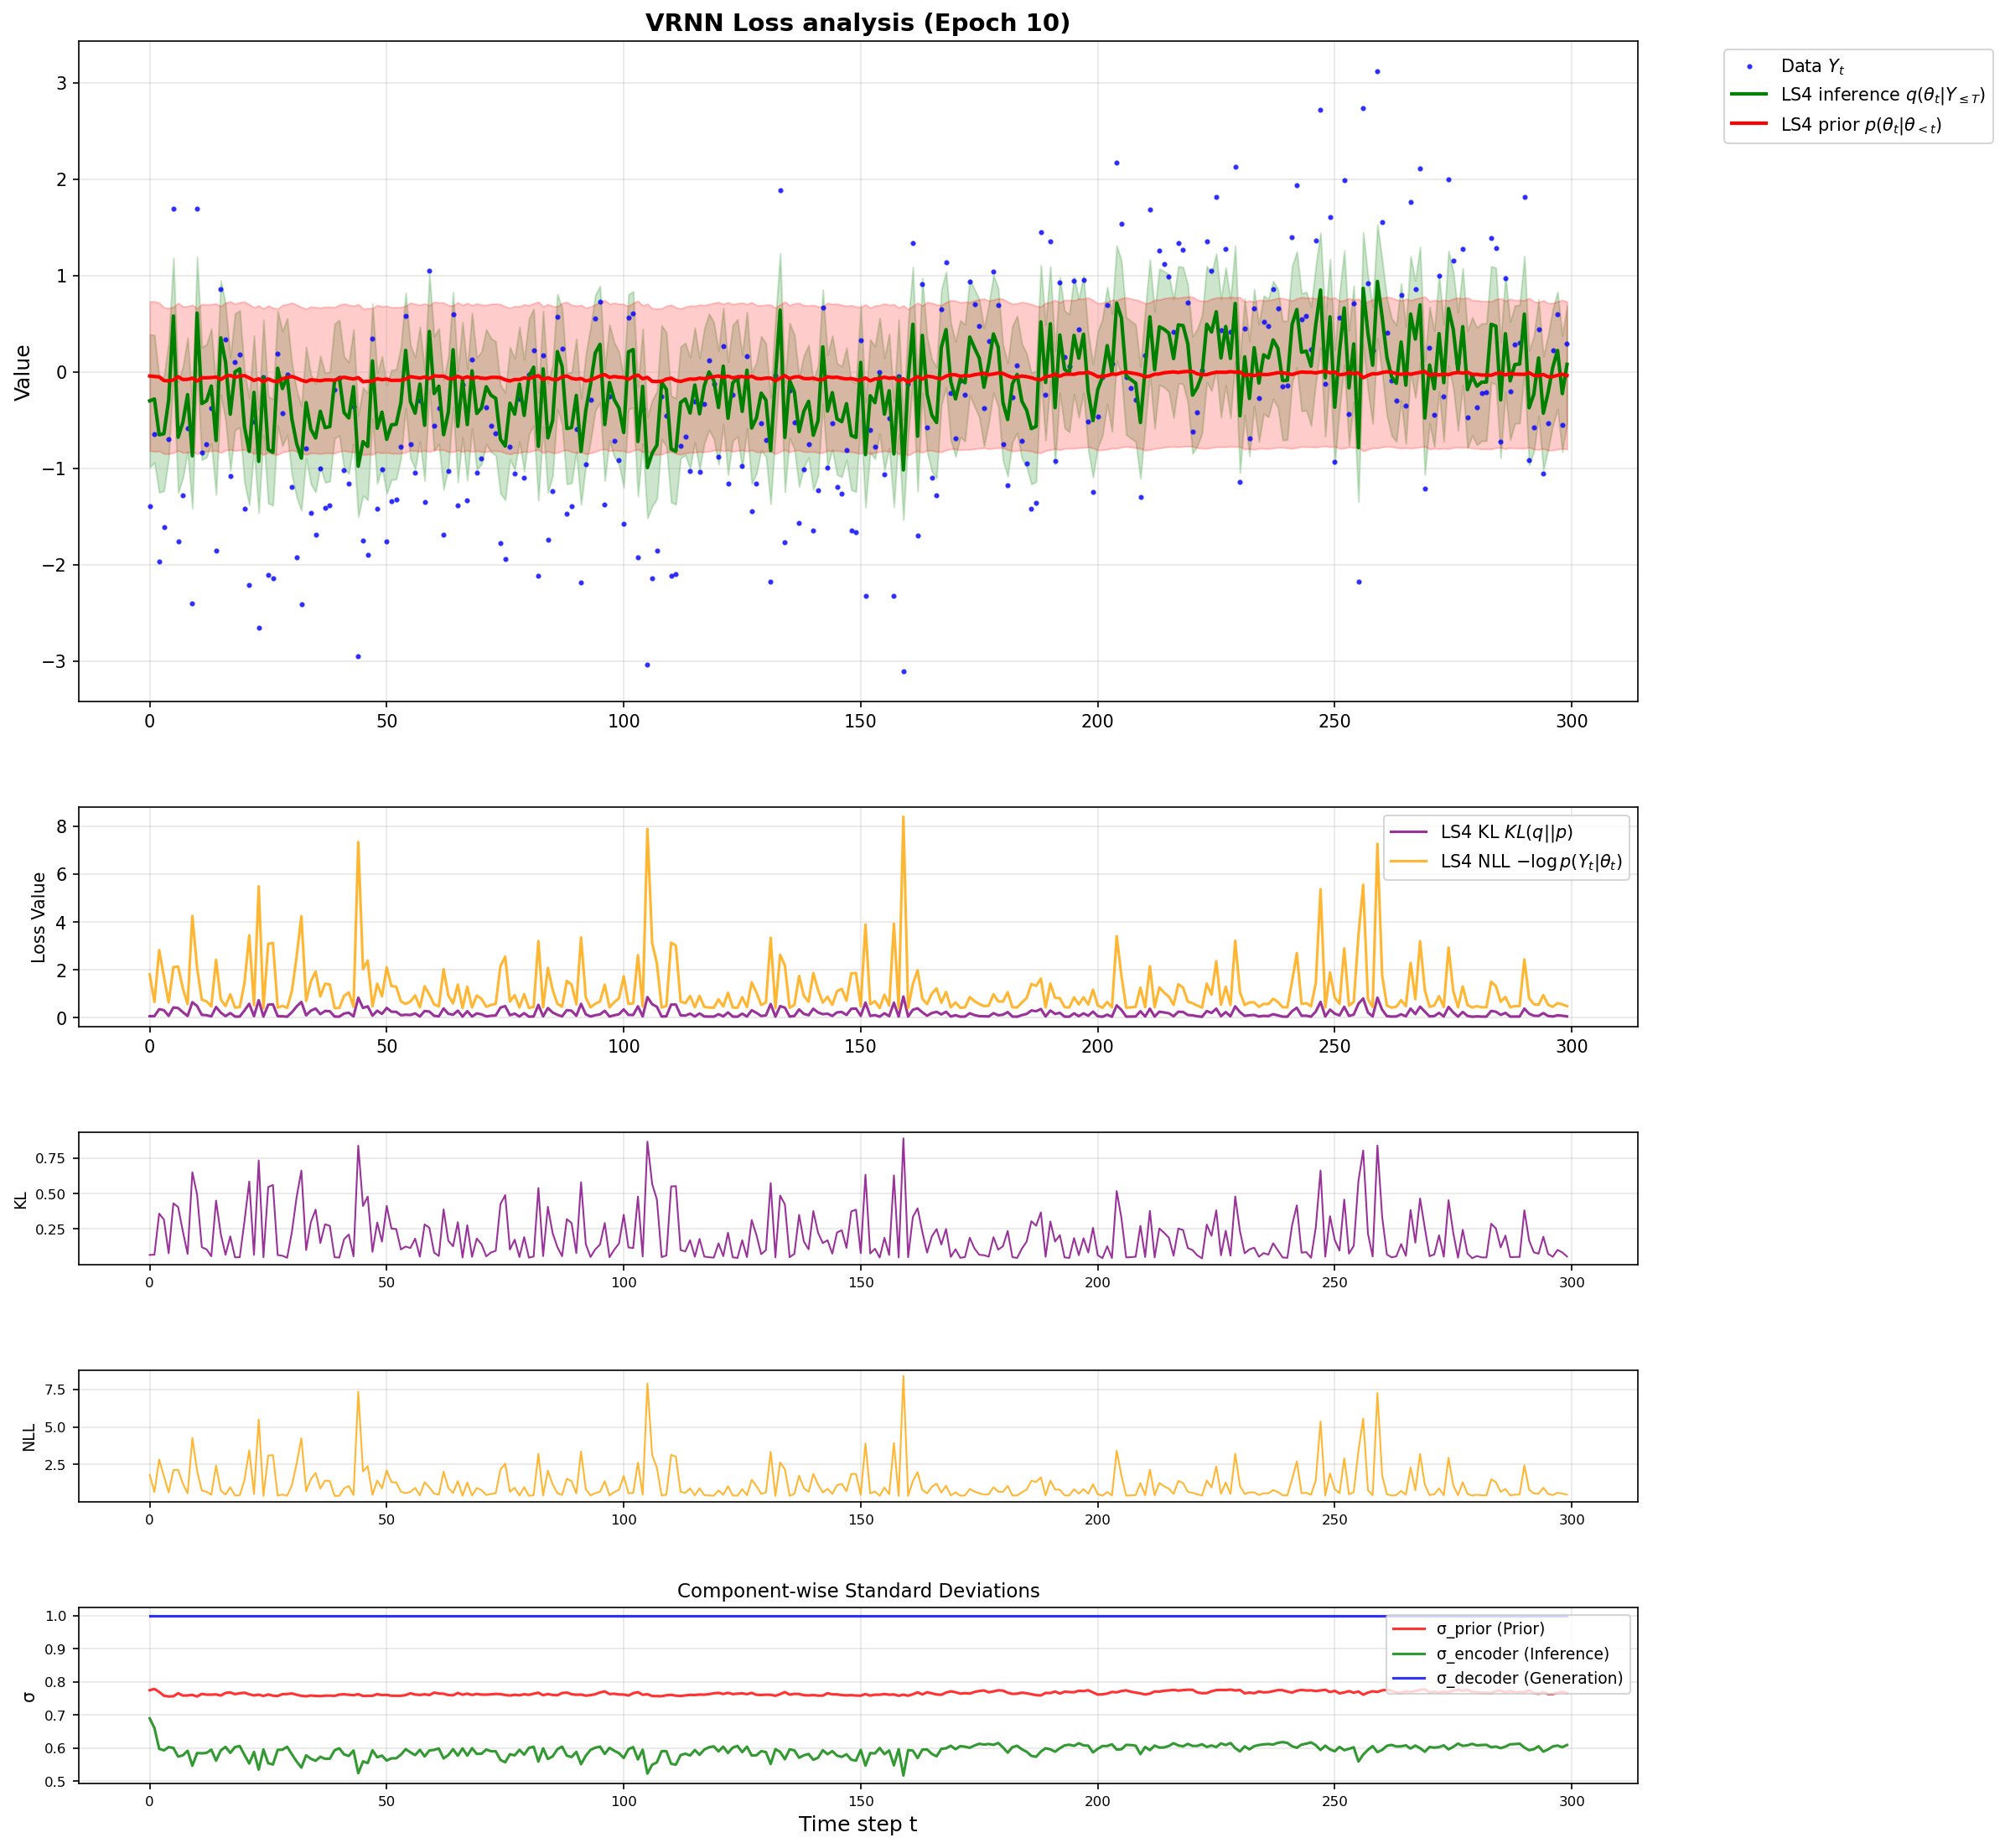 VRNN Loss analysis (Epoch 10)
Data Y_t
LS4 inference q(θ_t|Y_{≤T})
LS4 prior p(θ_t|θ_{<t})
Value
3
2
1
0
−1
−2
−3
0 50 100 150 200 250 300
Loss Value
8
6
4
2
0
LS4 KL KL(q||p)
LS4 NLL −log p(Y_t|θ_t)
0 50 100 150 200 250 300
KL
0.75
0.50
0.25
0 50 100 150 200 250 300
NLL
7.5
5.0
2.5
0 50 100 150 200 250 300
Component-wise Standard Deviations
σ
1.0
0.9
0.8
0.7
0.6
0.5
σ_prior (Prior)
σ_encoder (Inference)
σ_decoder (Generation)
0 50 100 150 200 250 300
Time step t